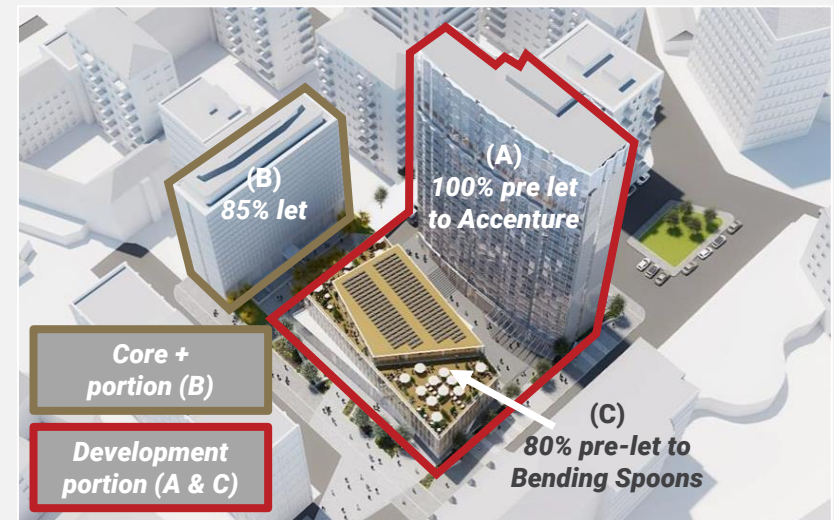 (A)
100% pre let
to Accenture
(B)
85% let
Core +
portion (B)
Development
portion (A & C)
(C)
80% pre-let to
Bending Spoons